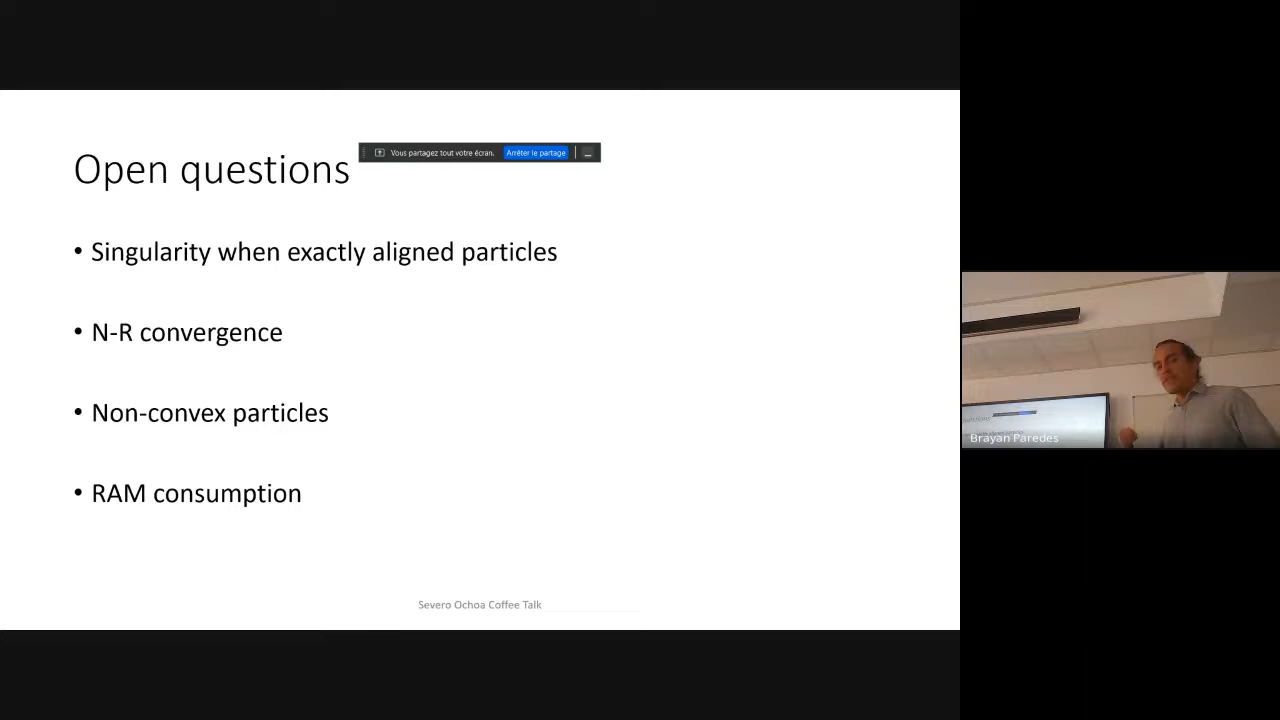 Vous partagez tout votre écran. Arrêter le partage
Open questions
• Singularity when exactly aligned particles
• N-R convergence
• Non-convex particles
• RAM consumption
Severo Ochoa Coffee Talk
Brayan Paredes